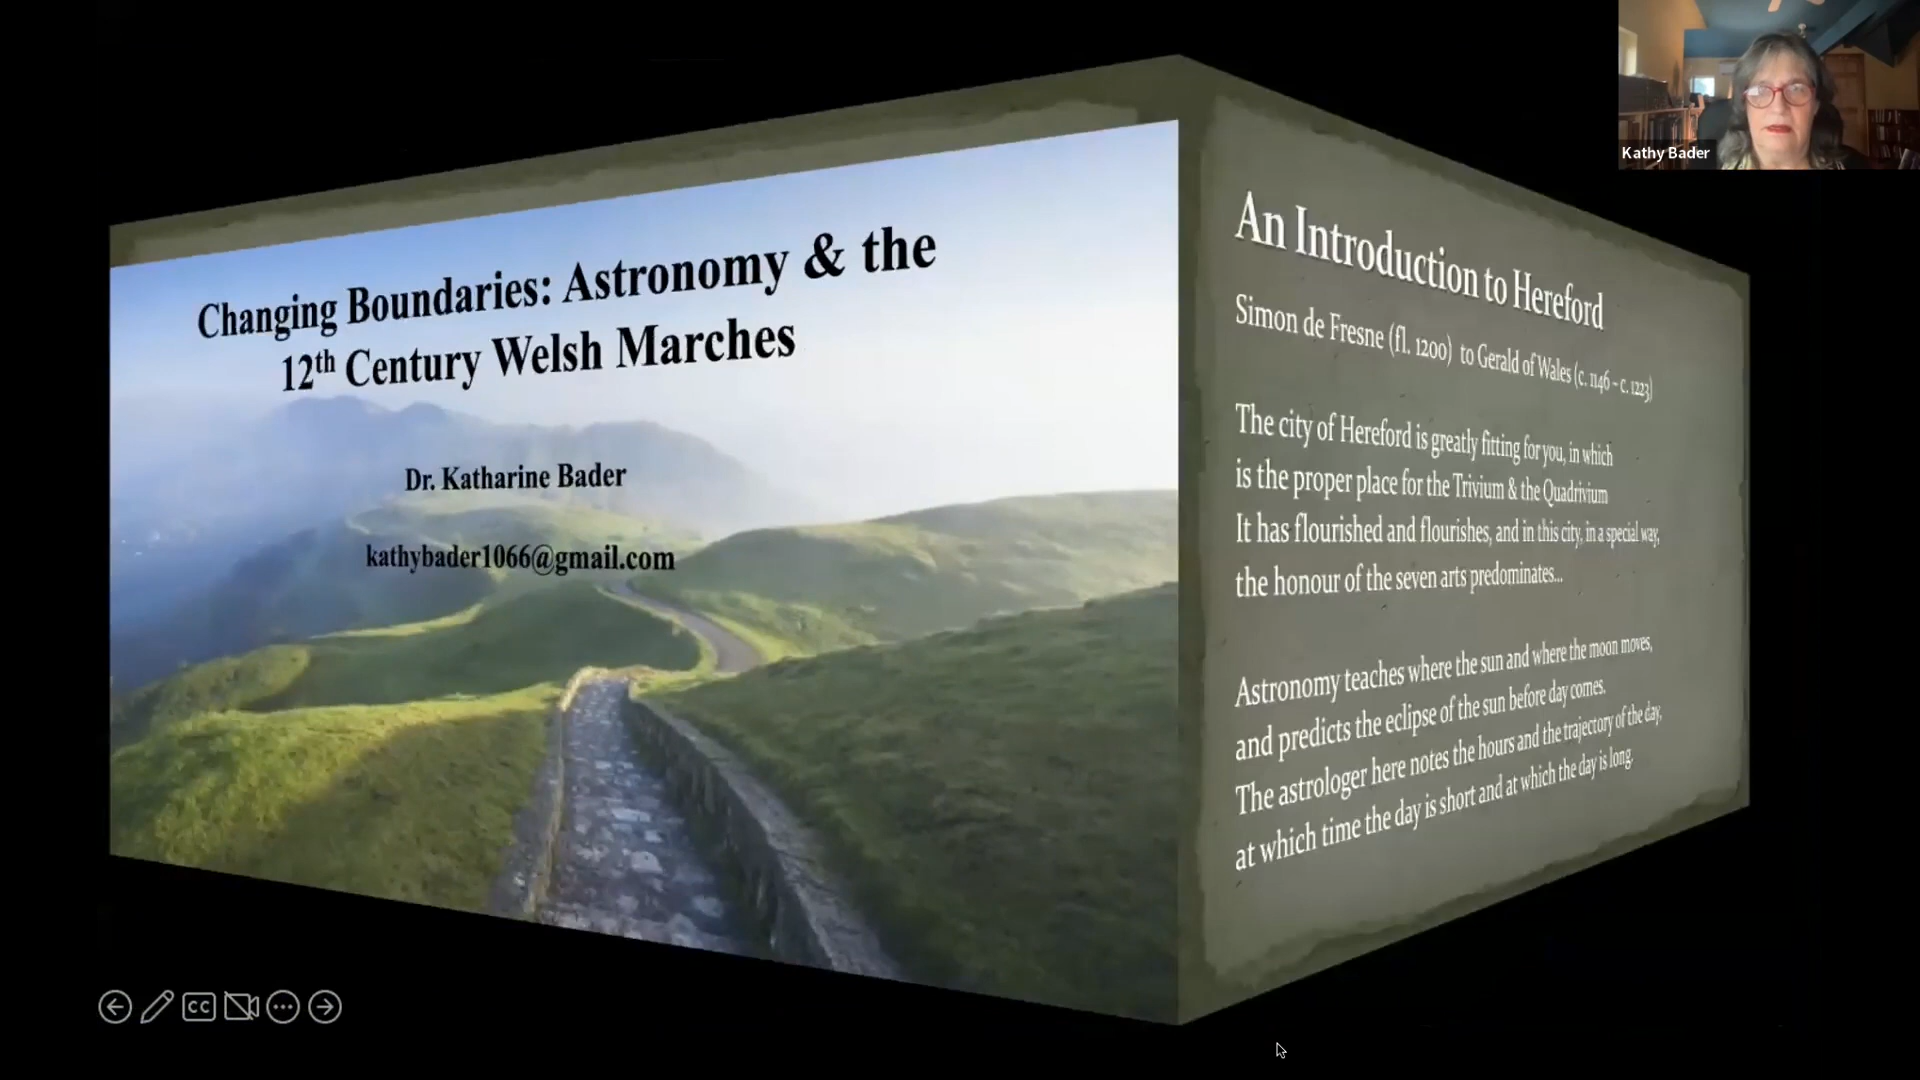 Changing Boundaries: Astronomy & the
12th Century Welsh Marches
Dr. Katharine Bader
kathybader1066@gmail.com
An Introduction to Hereford
Simon de Fresne (fl. 1200) to Gerald of Wales (c. 1146 – c. 1223)
The city of Hereford is greatly fitting for you, in which
is the proper place for the Trivium & the Quadrivium
It has flourished and flourishes, and in this city, in a special way,
the honour of the seven arts predominates...
Astronomy teaches where the sun and where the moon moves,
and predicts the eclipse of the sun before day comes.
The astrologer here notes the hours and the trajectory of the day,
at which time the day is short and at which the day is long.
Kathy Bader
CC